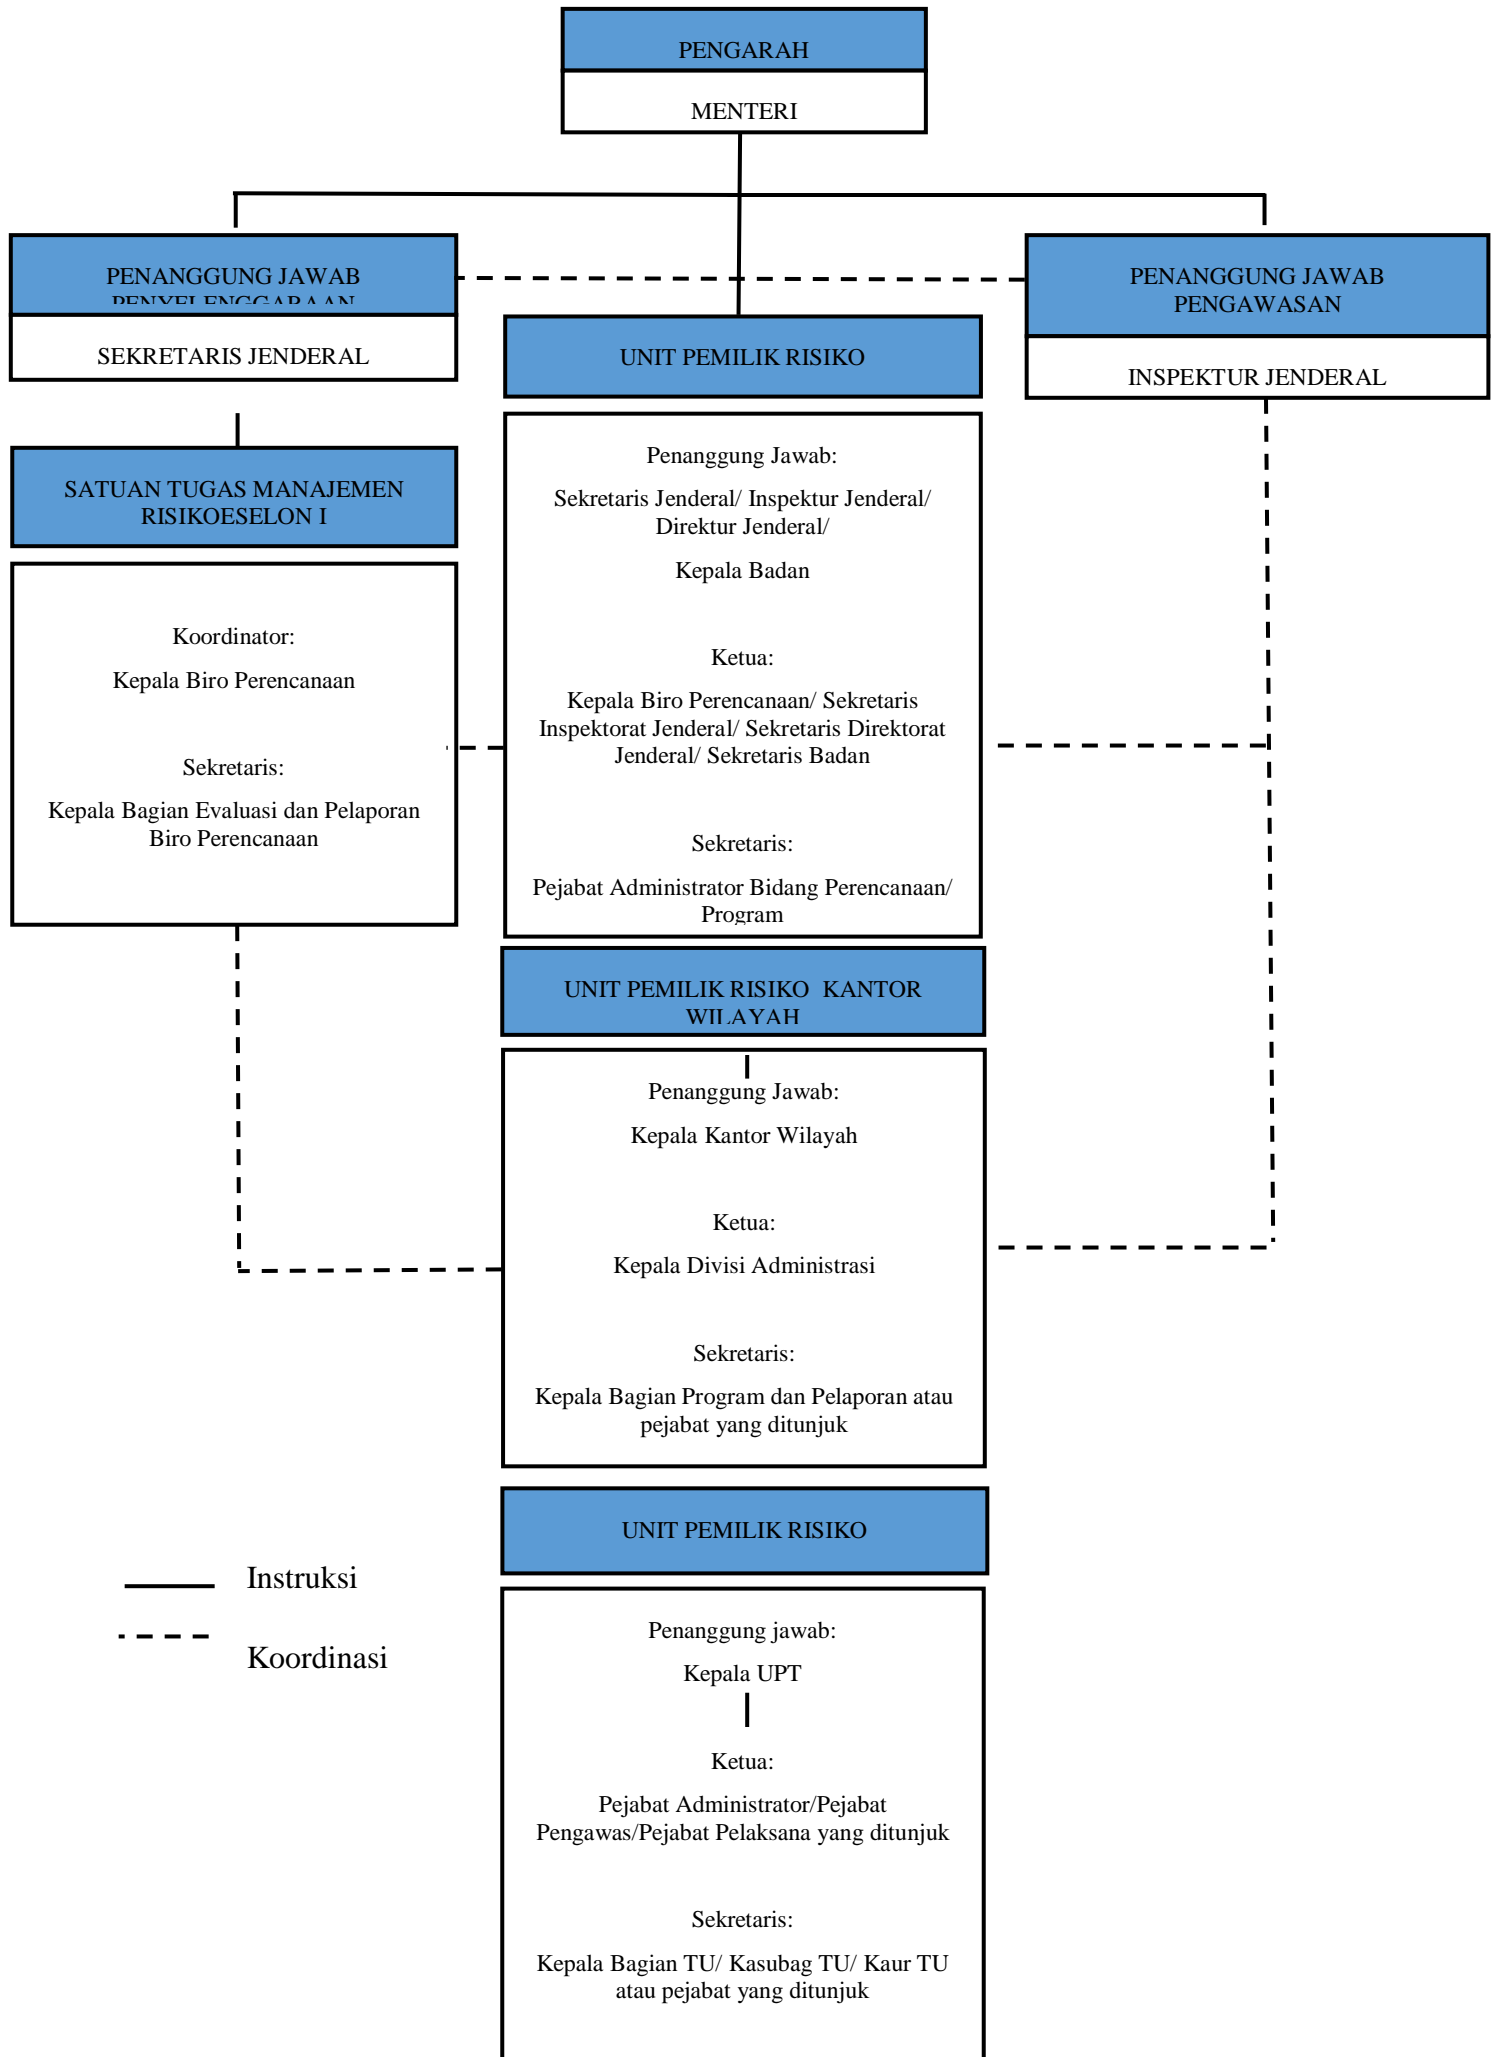 PENGARAH
MENTERI
PENANGGUNG JAWAB
PENYELENGGARAAN
SEKRETARIS JENDERAL
PENANGGUNG JAWAB
PENGAWASAN
INSPEKTUR JENDERAL
UNIT PEMILIK RISIKO
SATUAN TUGAS MANAJEMEN
RISIKOESELON I
Koordinator:
Kepala Biro Perencanaan
Sekretaris:
Kepala Bagian Evaluasi dan Pelaporan
Biro Perencanaan
Penanggung Jawab:
Sekretaris Jenderal/ Inspektur Jenderal/
Direktur Jenderal/
Kepala Badan
Ketua:
Kepala Biro Perencanaan/ Sekretaris
Inspektorat Jenderal/ Sekretaris Direktorat
Jenderal/ Sekretaris Badan
Sekretaris:
Pejabat Administrator Bidang Perencanaan/
Program
UNIT PEMILIK RISIKO KANTOR
WILAYAH
Penanggung Jawab:
Kepala Kantor Wilayah
Ketua:
Kepala Divisi Administrasi
Sekretaris:
Kepala Bagian Program dan Pelaporan atau
pejabat yang ditunjuk
UNIT PEMILIK RISIKO
Penanggung jawab:
Kepala UPT
Ketua:
Pejabat Administrator/Pejabat
Pengawas/Pejabat Pelaksana yang ditunjuk
Sekretaris:
Kepala Bagian TU/ Kasubag TU/ Kaur TU
atau pejabat yang ditunjuk
Instruksi
Koordinasi